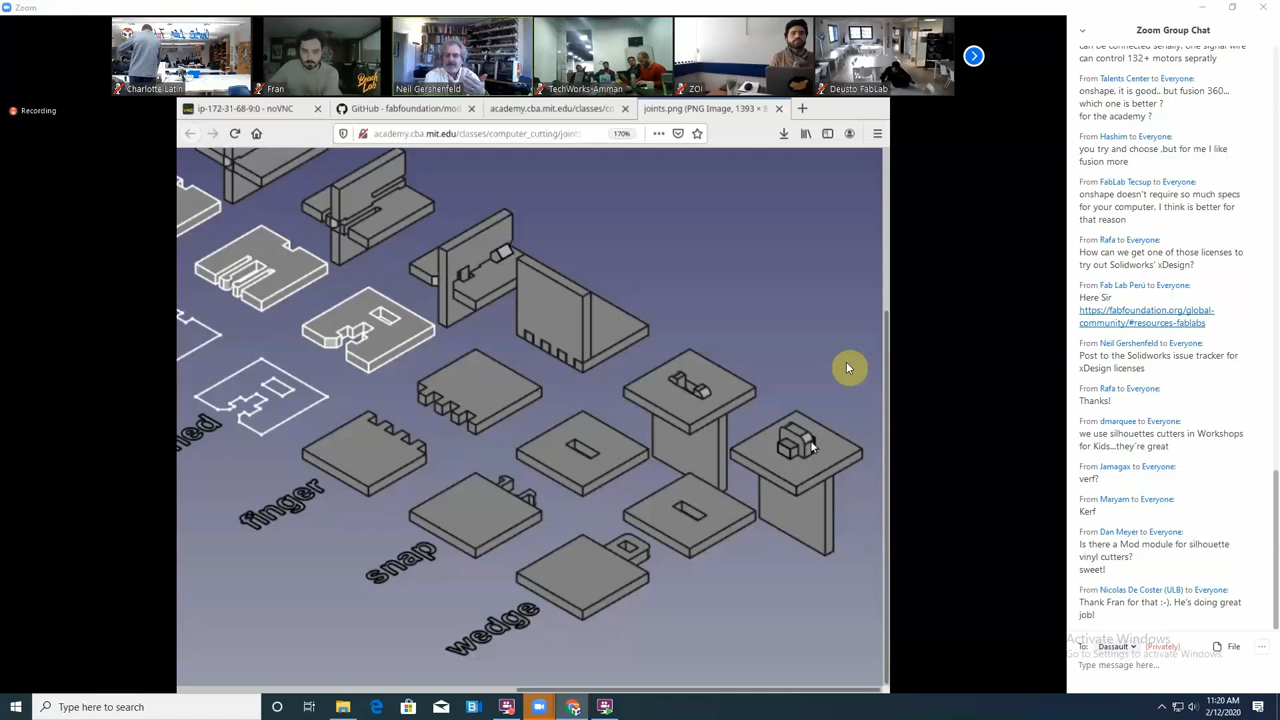 Zoom
Charlotte Latin
Fran
Neil Gershenfeld
TechWorks-Amman
ZOI
Deusto FabLab
Recording
ip-172-31-68-9:0 - noVNC
GitHub - fabfoundation/mod
academy.cba.mit.edu/classes/co
joints.png (PNG Image, 1393 × 8
academy.cba.mit.edu/classes/computer_cutting/joint
170%
finger
snap
wedge
Zoom Group Chat
can be connected serially. one signal wire
can control 132+ motors sepratly
From Talents Center to Everyone:
onshape, it is good.. but fusion 360...
which one is better ?
for the academy ?
From Hashim to Everyone:
you try and choose ,but for me I like
fusion more
From FabLab Tecsup to Everyone:
onshape doesn't require so much specs
for your computer. I think is better for
that reason
From Rafa to Everyone:
How can we get one of those licenses to
try out Solidworks' xDesign?
From Fab Lab Perú to Everyone:
Here Sir
https://fabfoundation.org/global-
community/#resources-fablabs
From Neil Gershenfeld to Everyone:
Post to the Solidworks issue tracker for
xDesign licenses
From Rafa to Everyone:
Thanks!
From dmarquee to Everyone:
we use silhouettes cutters in Workshops
for Kids...they´re great
From Jamagax to Everyone:
verf?
From Maryam to Everyone:
Kerf
From Dan Meyer to Everyone:
Is there a Mod module for silhouette
vinyl cutters?
sweet!
From Nicolas De Coster (ULB) to Everyone:
Thank Fran for that :-). He's doing great
job!
Activate Windows
Go to Settings to activate Windows.
To: Dassault (Privately) File
Type message here...
Type here to search
11:20 AM
2/12/2020